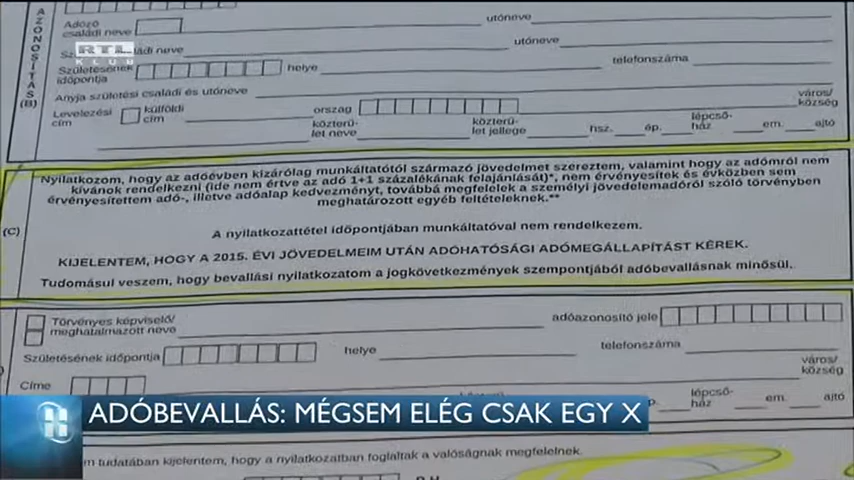 AZONOSÍTÁS
(B)
Adózó
családi neve
utóneve
családi neve
utóneve
Születésének
időpontja
helye
telefonszáma
Anyja születési családi és utóneve
Levelezési
cím
külföldi
cím
ország
város/
község
közterü-
let neve
közterü-
let jellege
hsz.
ép.
lépcső-
ház
em.
ajtó
RTL
KLUB
(C)
Nyilatkozom, hogy az adóévben kizárólag munkáltatótól származó jövedelmet szereztem, valamint hogy az adómról nem
kívánok rendelkezni (ide nem értve az adó 1+1 százalékának felajánlását)*, nem érvényesítek és évközben sem
érvényesítettem adó-, illetve adóalap kedvezményt, továbbá megfelelek a személyi jövedelemadóról szóló törvényben
meghatározott egyéb feltételeknek.**
A nyilatkozattétel időpontjában munkáltatóval nem rendelkezem.
KIJELENTEM, HOGY A 2015. ÉVI JÖVEDELMEIM UTÁN ADÓHATÓSÁGI ADÓMEGÁLLAPÍTÁST KÉREK.
Tudomásul veszem, hogy bevallási nyilatkozatom a jogkövetkezmények szempontjából adóbevallásnak minősül.
Törvényes képviselő/
meghatalmazott neve
adóazonosító jele
Születésének időpontja
helye
telefonszáma
Címe
város/
község
lépcső-
ház
em.
ajtó
ADÓBEVALLÁS: MÉGSEM ELÉG CSAK EGY X
tudatában kijelentem, hogy a nyilatkozatban foglaltak a valóságnak megfelelnek.